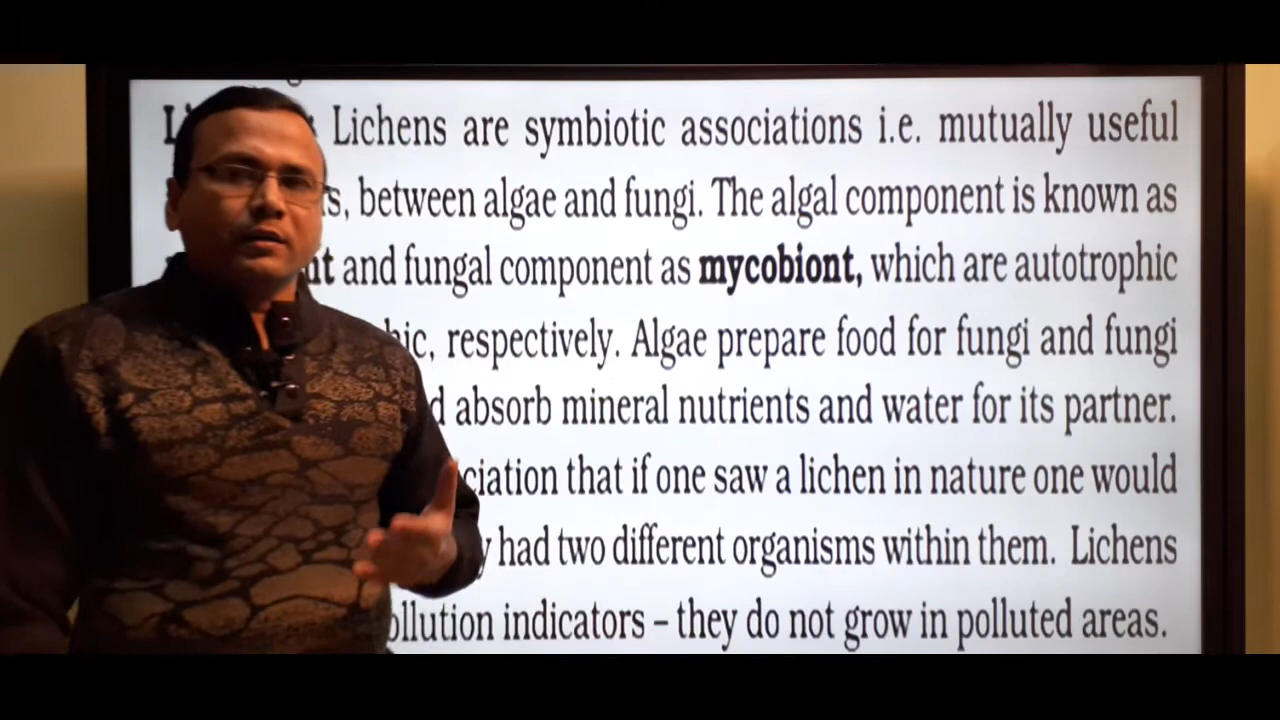 Lichens are symbiotic associations i.e. mutually useful
between algae and fungi. The algal component is known as
and fungal component as mycobiont, which are autotrophic
respectively. Algae prepare food for fungi and fungi
absorb mineral nutrients and water for its partner.
that if one saw a lichen in nature one would
had two different organisms within them. Lichens
indicators – they do not grow in polluted areas.